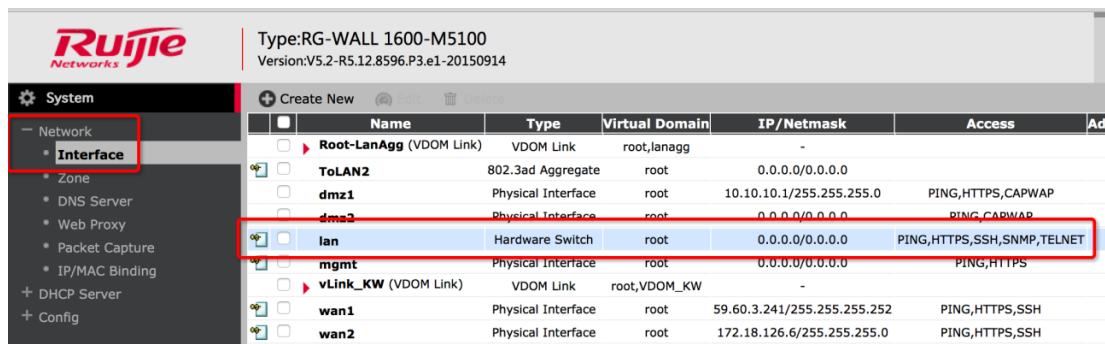 Ruijie
Networks
Type:RG-WALL 1600-M5100
Version:V5.2-R5.12.8596.P3.e1-20150914
System
Create New Edit Delete
Name Type Virtual Domain IP/Netmask Access Ad
Network
Interface
Zone
DNS Server
Web Proxy
Packet Capture
IP/MAC Binding
DHCP Server
Config
Root-LanAgg (VDOM Link) VDOM Link root,lanagg -
ToLAN2 802.3ad Aggregate root 0.0.0.0/0.0.0.0
dmz1 Physical Interface root 10.10.10.1/255.255.255.0 PING,HTTPS,CAPWAP
dmz2 Physical Interface root 0.0.0.0/0.0.0.0 PING,CAPWAP
lan Hardware Switch root 0.0.0.0/0.0.0.0 PING,HTTPS,SSH,SNMP,TELNET
mgmt Physical Interface root 0.0.0.0/0.0.0.0 PING,HTTPS
vLink_KW (VDOM Link) VDOM Link root,VDOM_KW -
wan1 Physical Interface root 59.60.3.241/255.255.255.252 PING,HTTPS,SSH
wan2 Physical Interface root 172.18.126.6/255.255.255.0 PING,HTTPS,SSH